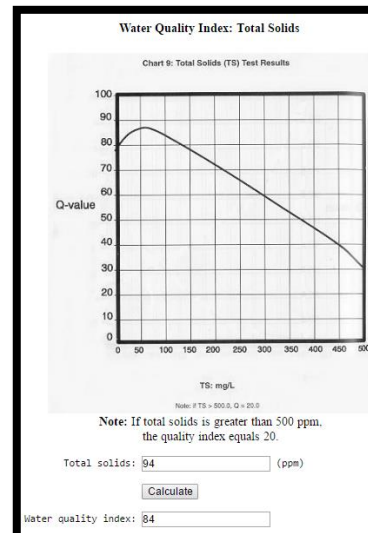 Water Quality Index: Total Solids
Chart 9: Total Solids (TS) Test Results
100
90
80
70
60
Q-value
50
40
30
20
10
0
0 50 100 150 200 250 300 350 400 450 500
TS: mg/L
Note: if TS > 500.0, Q = 20.0
Note: If total solids is greater than 500 ppm,
the quality index equals 20.
Total solids: 94 (ppm)
Calculate
Water quality index: 84